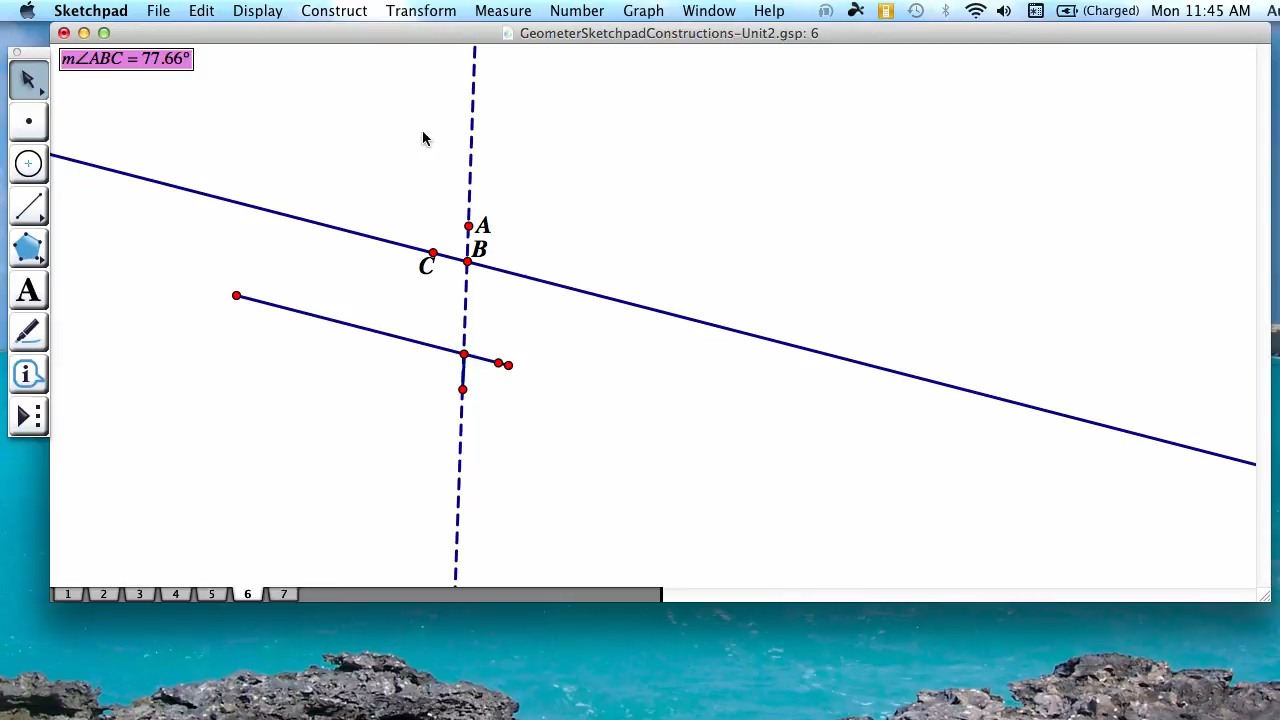 Sketchpad File Edit Display Construct Transform Measure Number Graph Window Help (Charged) Mon 11:45 AM
GeometerSketchpadConstructions-Unit2.gsp: 6
m∠ABC = 77.66°
A
B
C
A
1 2 3 4 5 6 7